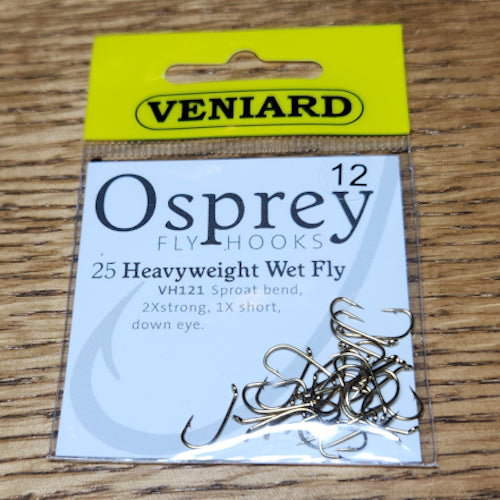 VENIARD
12
Osprey
FLY HOOKS
25 Heavyweight Wet Fly
VH121 Sproat bend,
2Xstrong, 1X short,
down eye.